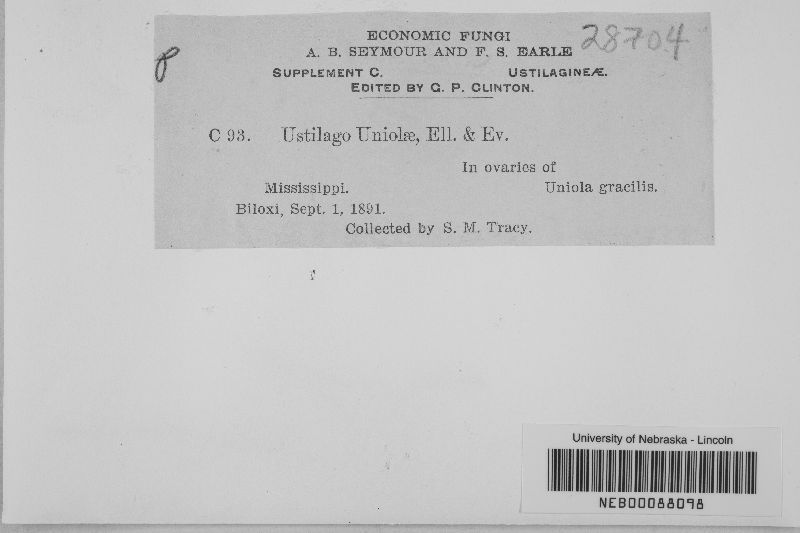 ECONOMIC FUNGI
A. B. SEYMOUR AND F. S. EARLE
28704
P
SUPPLEMENT C. USTILAGINEÆ.
EDITED BY G. P. CLINTON.
C 93. Ustilago Uniolæ, Ell. & Ev.
In ovaries of
Mississippi. Uniola gracilis.
Biloxi, Sept. 1, 1891.
Collected by S. M. Tracy.
University of Nebraska - Lincoln
NEB00088098